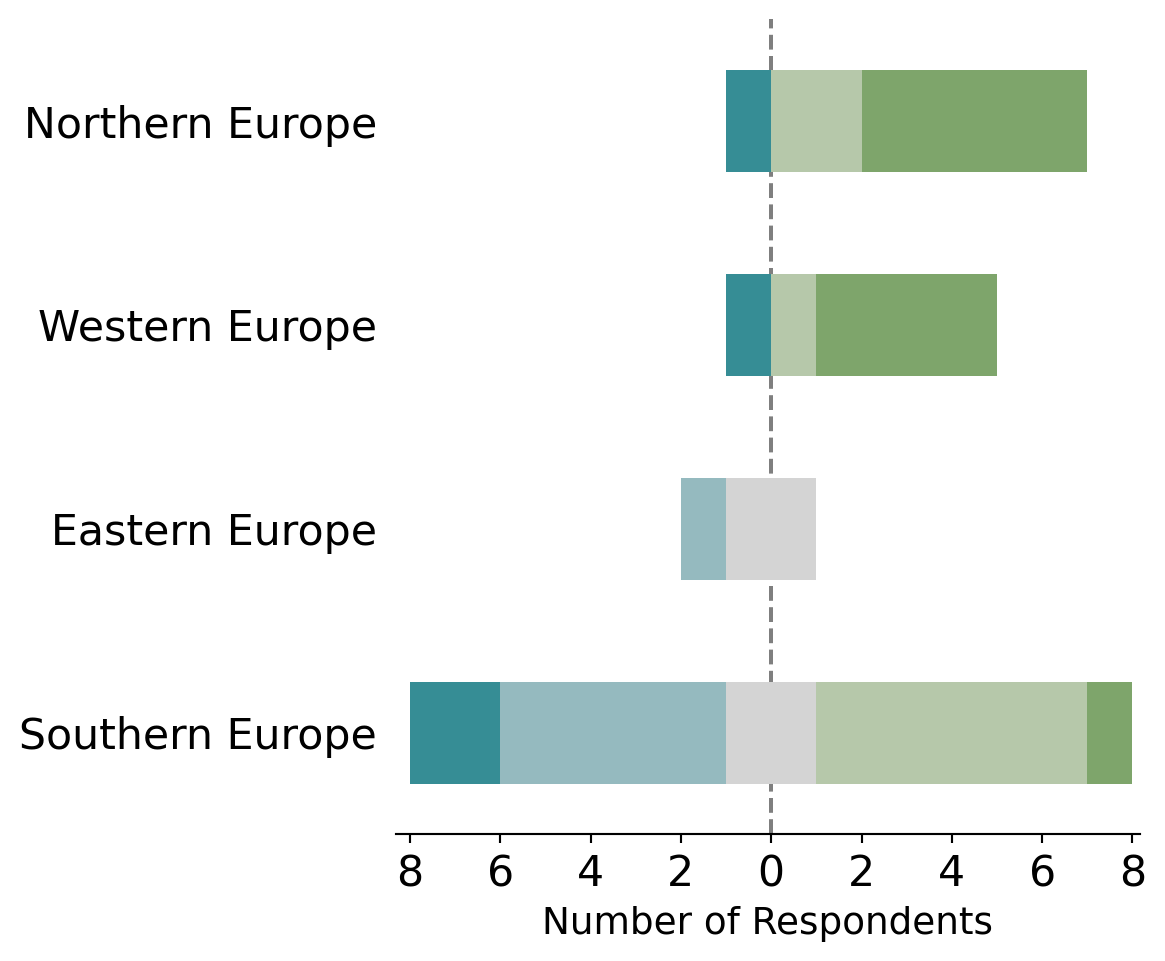 Northern Europe
Western Europe
Eastern Europe
Southern Europe
8 6 4 2 0 2 4 6 8
Number of Respondents